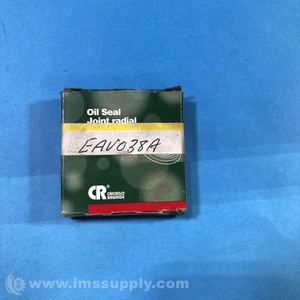 Oil Seal
Joint radial
EAV038A
CR
CHICAGO
RAWHIDE
© www.imssupply.com